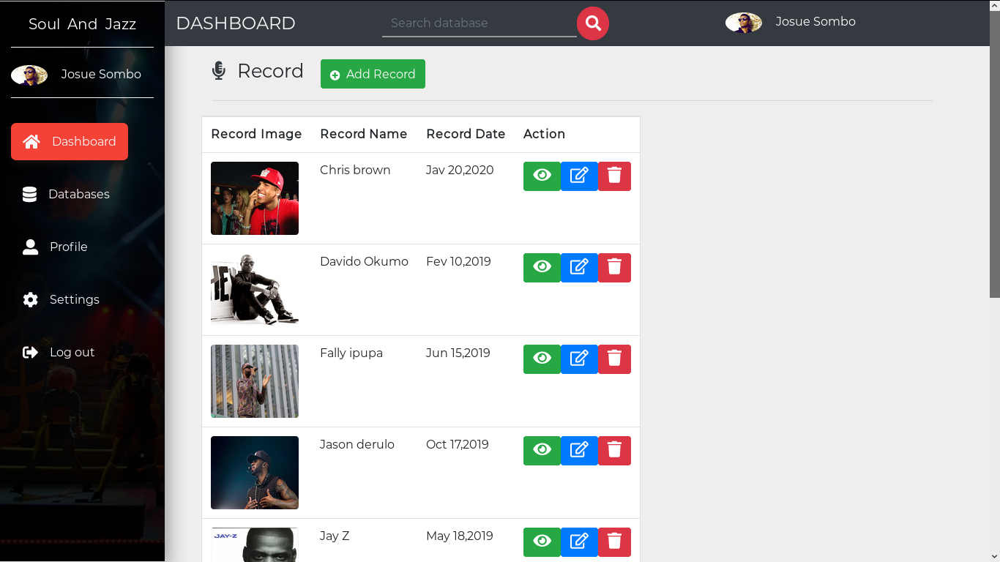 Soul And Jazz
DASHBOARD
Search database
Josue Sombo
Josue Sombo
Record
Add Record
Dashboard
Databases
Profile
Settings
Log out
Record Image Record Name Record Date Action
Chris brown Jav 20,2020
Davido Okumo Fev 10,2019
HEY
Fally ipupa Jun 15,2019
Jason derulo Oct 17,2019
Jay Z May 18,2019
JAY-Z